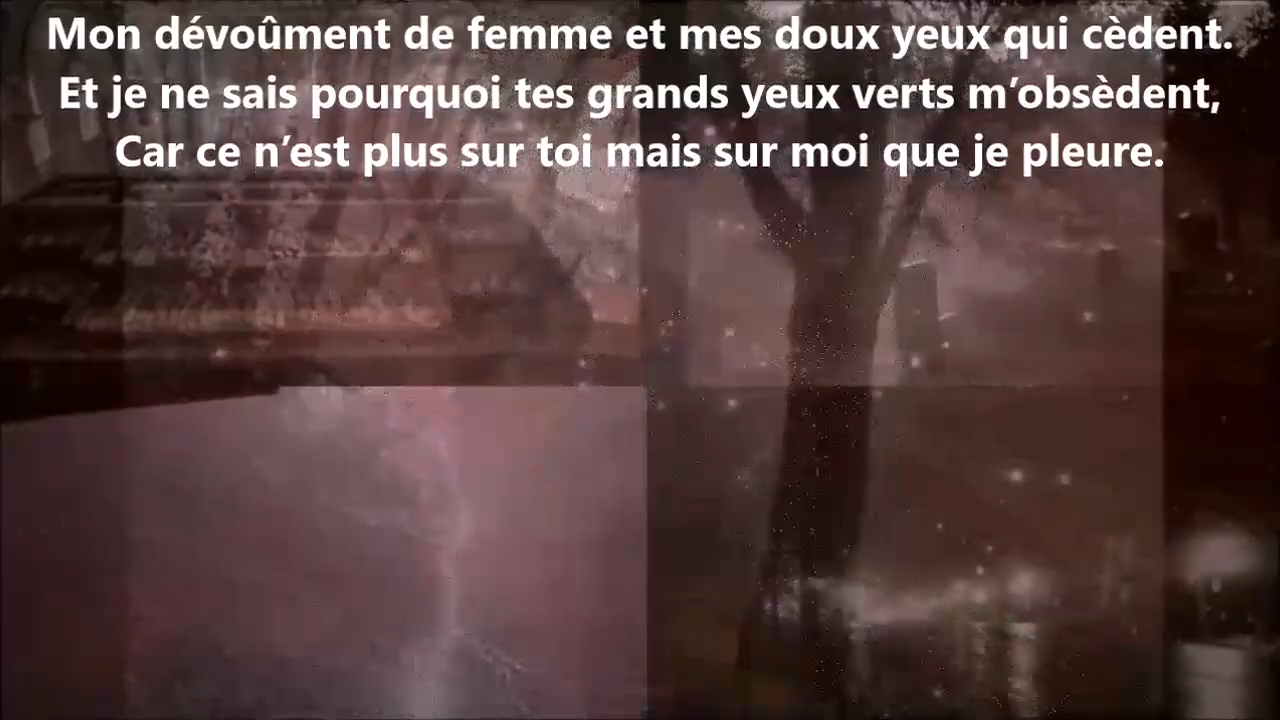 Mon dévoûment de femme et mes doux yeux qui cèdent.
Et je ne sais pourquoi tes grands yeux verts m’obsèdent,
Car ce n’est plus sur toi mais sur moi que je pleure.